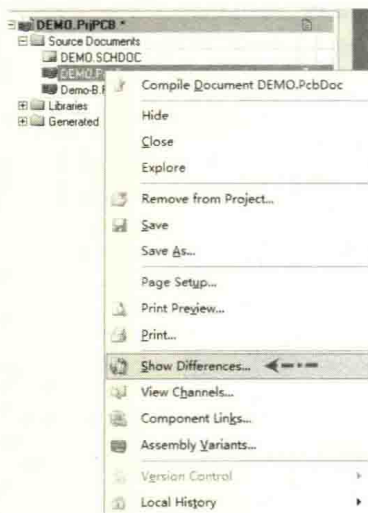 DEMO.PrjPCB *
Source Documents
DEMO.SCHDOC
Demo-B.
Libraries
Generated
Compile Document DEMO.PcbDoc
Hide
Close
Explore
Remove from Project...
Save
Save As...
Page Setup...
Print Preview...
Print...
Show Differences...
View Channels...
Component Links...
Assembly Variants...
Version Control
Local History